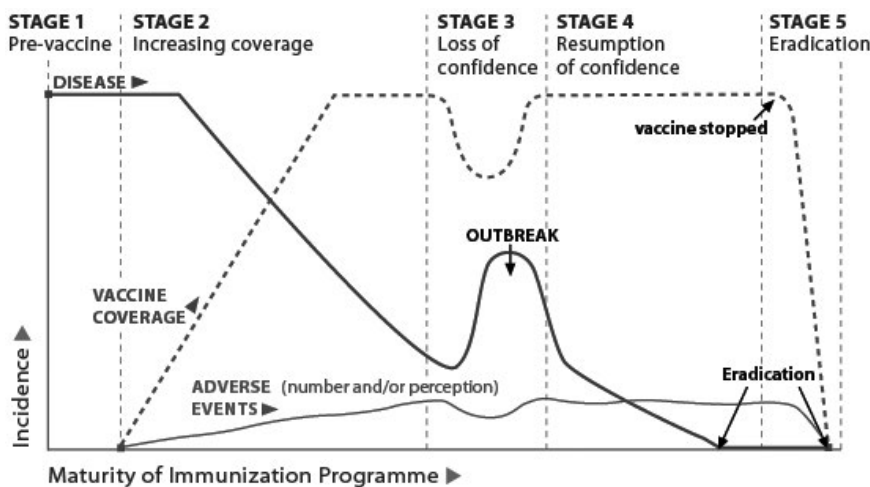 STAGE 1
Pre-vaccine
STAGE 2
Increasing coverage
STAGE 3
Loss of
confidence
STAGE 4
Resumption
of confidence
STAGE 5
Eradication
DISEASE ►
vaccine stopped
OUTBREAK
VACCINE
COVERAGE
ADVERSE (number and/or perception)
EVENTS ►
Eradication
Incidence ►
Maturity of Immunization Programme ►